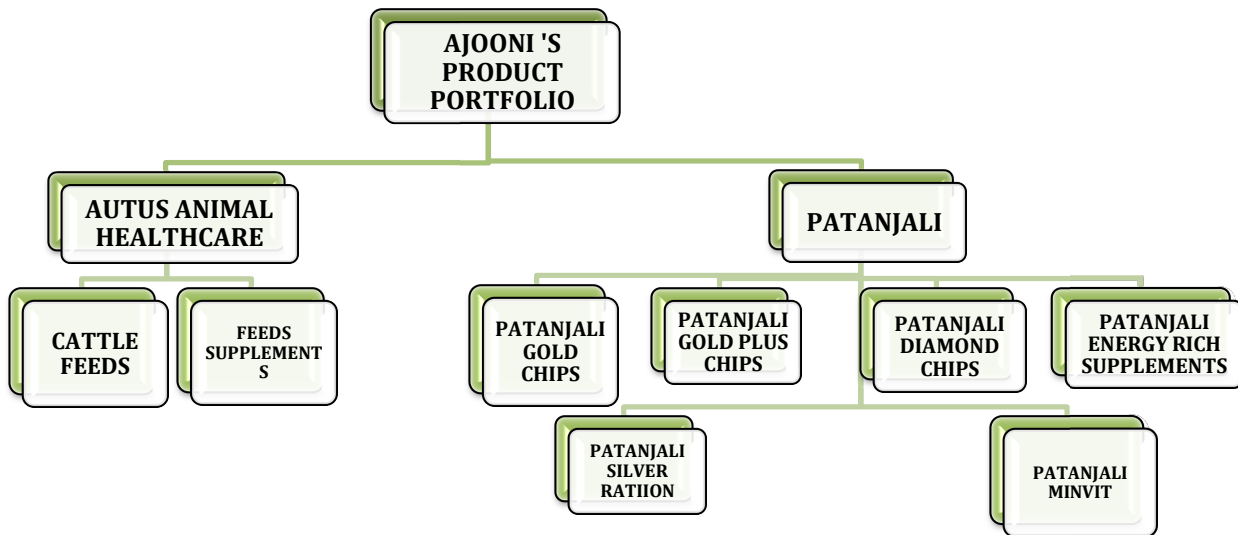 AJOONI 'S
PRODUCT
PORTFOLIO
AUTUS ANIMAL
HEALTHCARE
PATANJALI
CATTLE
FEEDS
FEEDS
SUPPLEMENT
S
PATANJALI
GOLD
CHIPS
PATANJALI
GOLD PLUS
CHIPS
PATANJALI
DIAMOND
CHIPS
PATANJALI
ENERGY RICH
SUPPLEMENTS
PATANJALI
SILVER
RATIION
PATANJALI
MINVIT